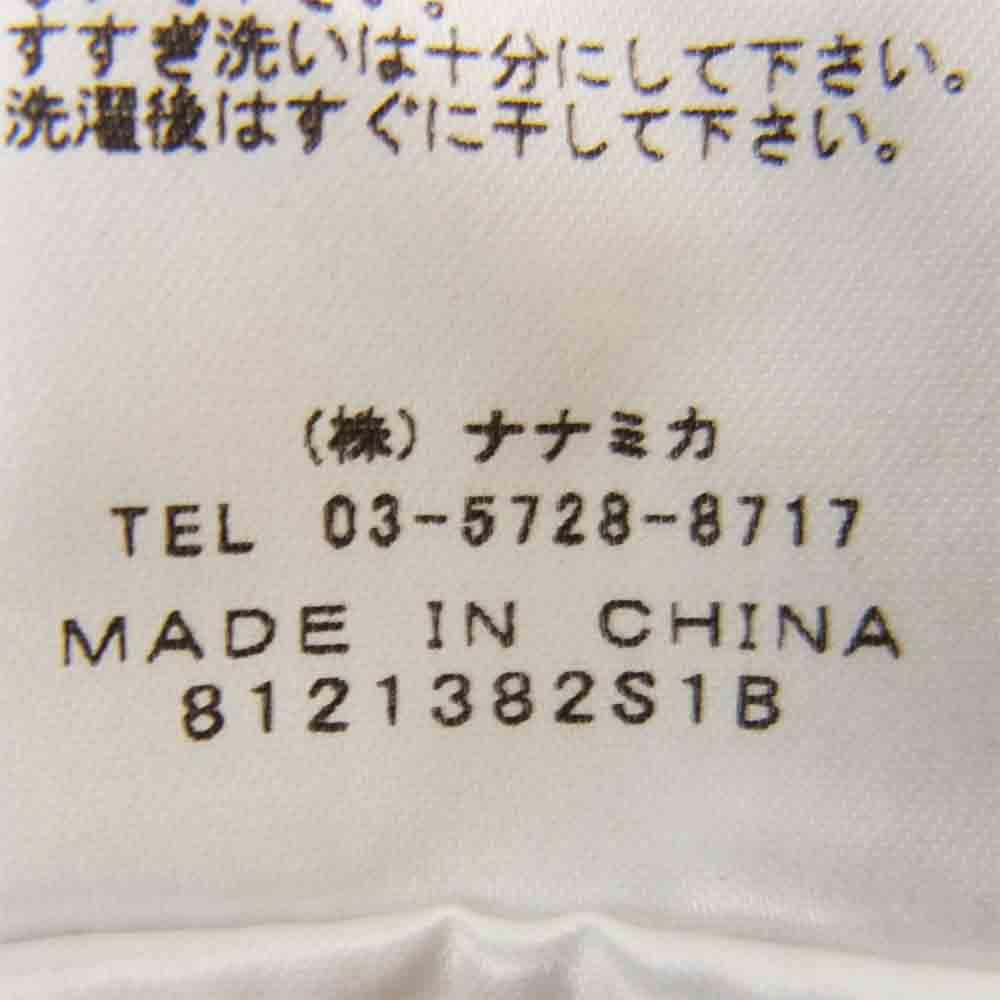 すすぎ洗いは十分にして下さい。
洗濯後はすぐに干して下さい。
(株) ナナミカ
TEL 03-5728-8717
MADE IN CHINA
8121382S1B